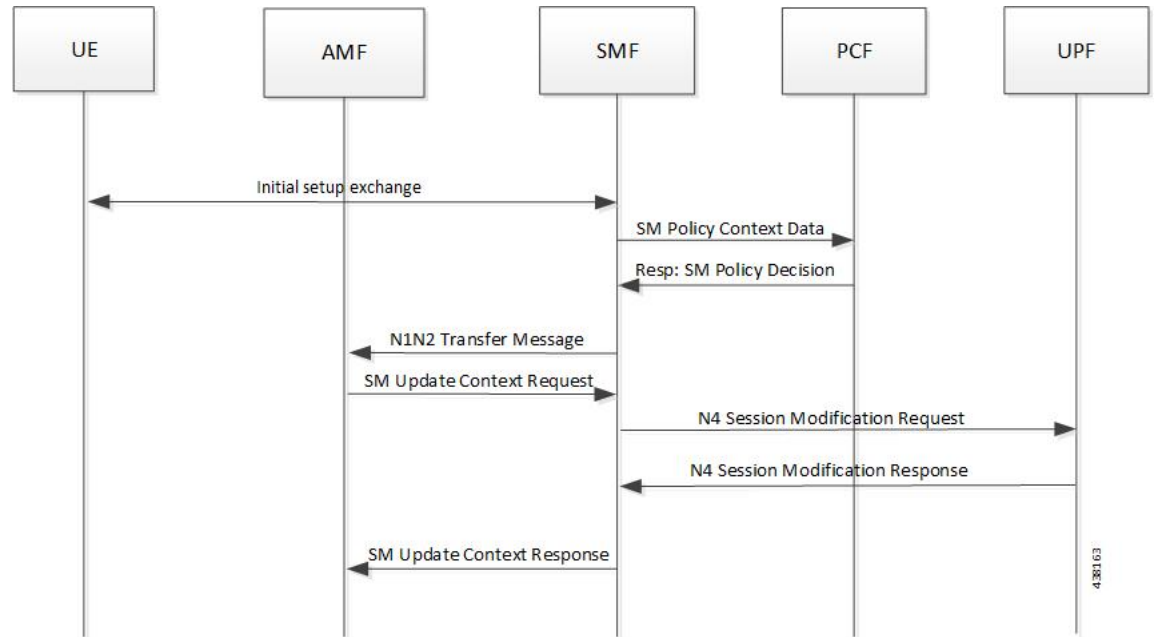 UE
AMF
SMF
PCF
UPF
Initial setup exchange
SM Policy Context Data
Resp: SM Policy Decision
N1N2 Transfer Message
SM Update Context Request
N4 Session Modification Request
N4 Session Modification Response
SM Update Context Response
438163